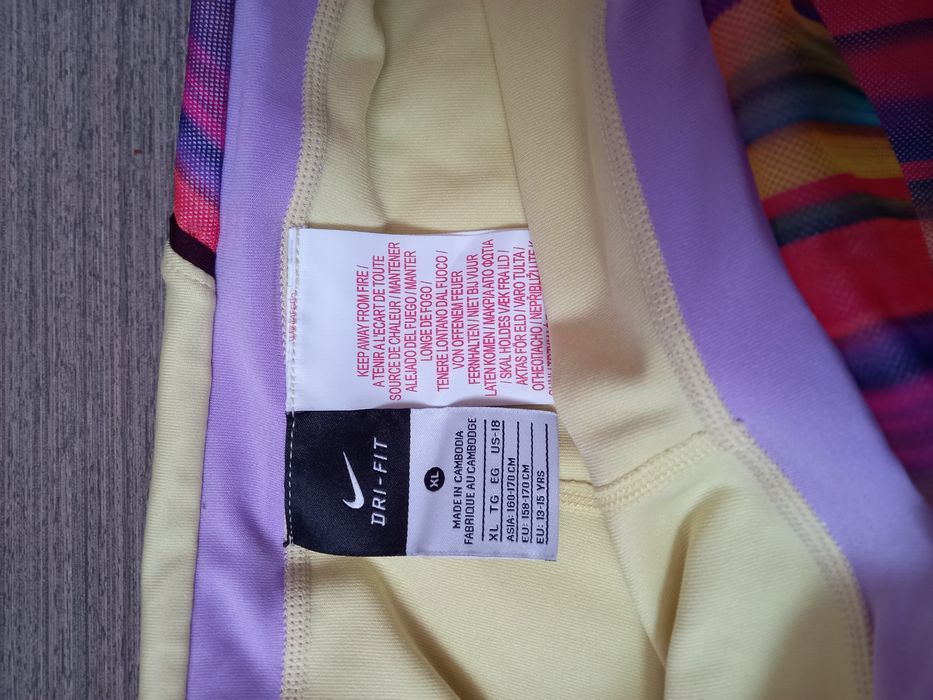 KEEP AWAY FROM FIRE /
A TENIR A L'ECART DE TOUTE
SOURCE DE CHALEUR / MANTENER
ALEJADO DEL FUEGO / MANTER
LONGE DE FOGO /
TENERE LONTANO DAL FUOCO /
VON OFFENEM FEUER
FERNHALTEN / NIET BIJ VUUR
LATEN KOMEN / ΜΑΚΡΙΑ ΑΠΟ ΦΩΤΙΑ
/ SKAL HOLDES VÆK FRA ILD /
AKTAS FÖR ELD / VARO TULTA /
DRI-FIT
XL
MADE IN CAMBODIA
FABRIQUE AU CAMBODGE
XL TG EG US-18
ASIA: 160-170 CM
EU: 158-170 CM
EU: 13-15 YRS